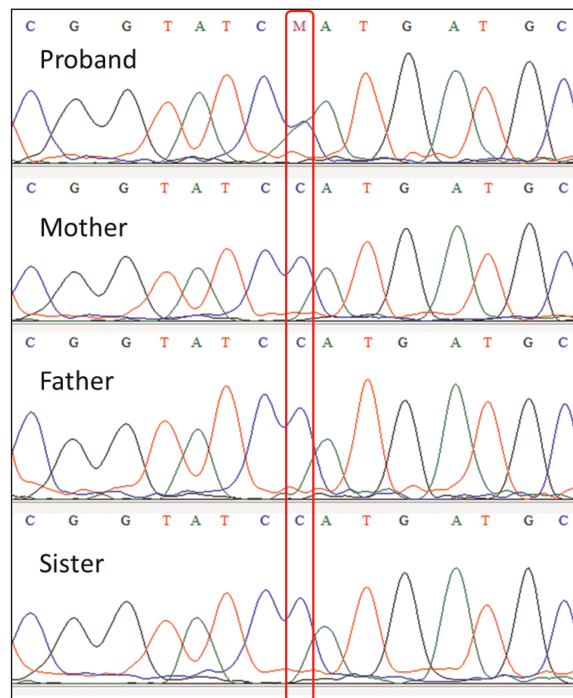 C G G T A T C M A T G A T G C
Proband
C G G T A T C C A T G A T G C
Mother
C G G T A T C C A T G A T G C
Father
C G G T A T C C A T G A T G C
Sister